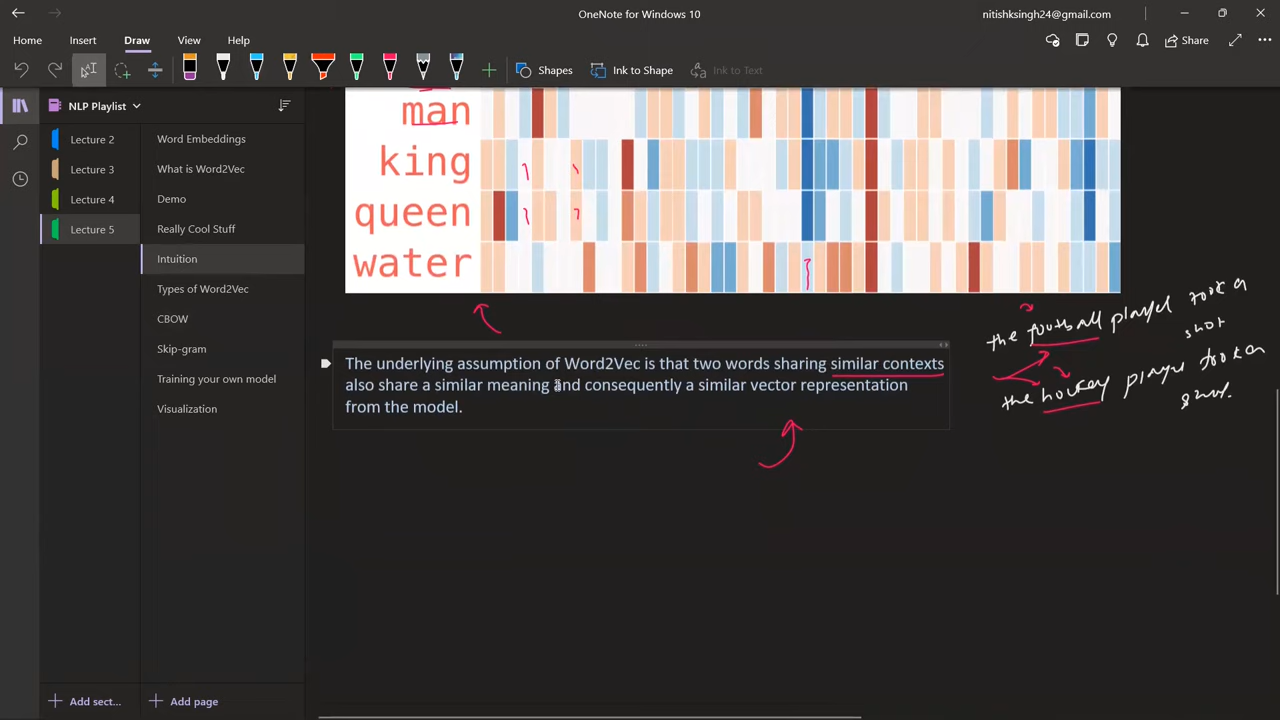 OneNote for Windows 10
nitishksingh24@gmail.com
Home Insert Draw View Help
Shapes Ink to Shape Ink to Text Share
NLP Playlist
Lecture 2
Lecture 3
Lecture 4
Lecture 5
Word Embeddings
What is Word2Vec
Demo
Really Cool Stuff
Intuition
Types of Word2Vec
CBOW
Skip-gram
Training your own model
Visualization
man
king
queen
water
The underlying assumption of Word2Vec is that two words sharing similar contexts
also share a similar meaning and consequently a similar vector representation
from the model.
the football player took a
shot
the hockey player took a
shot.
Add sect...
Add page